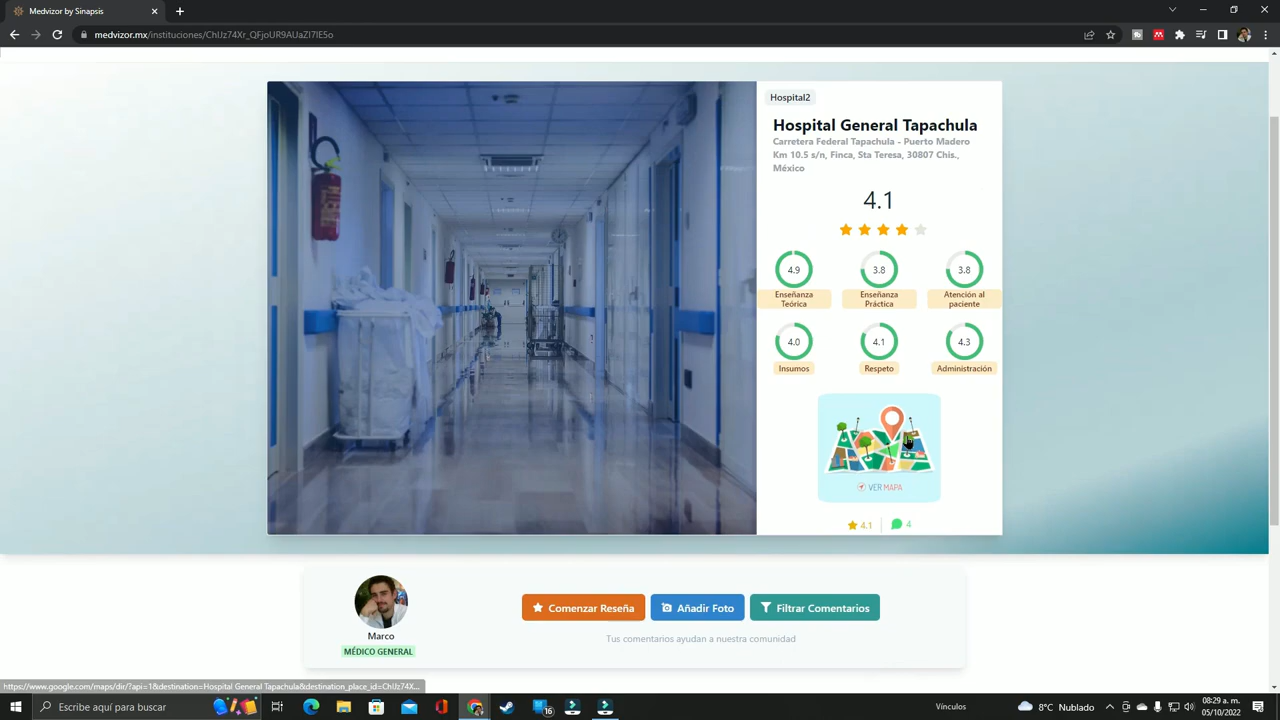 Medvizor by Sinapsis
medvizor.mx/instituciones/ChIJz74Xr_QFjoUR9AUaZI7IE5o
Hospital2
Hospital General Tapachula
Carretera Federal Tapachula - Puerto Madero
Km 10.5 s/n, Finca, Sta Teresa, 30807 Chis.,
México
4.1
4.9 3.8 3.8
Enseñanza Teórica Enseñanza Práctica Atención al paciente
4.0 4.1 4.3
Insumos Respeto Administración
VER MAPA
4.1 4
Comenzar Reseña Añadir Foto Filtrar Comentarios
Tus comentarios ayudan a nuestra comunidad
Marco
MÉDICO GENERAL
https://www.google.com/maps/dir/?api=1&destination=Hospital General Tapachula&destination_place_id=ChIJz74X...
Escribe aquí para buscar
16
Vínculos
8°C Nublado
08:29 a. m.
05/10/2022